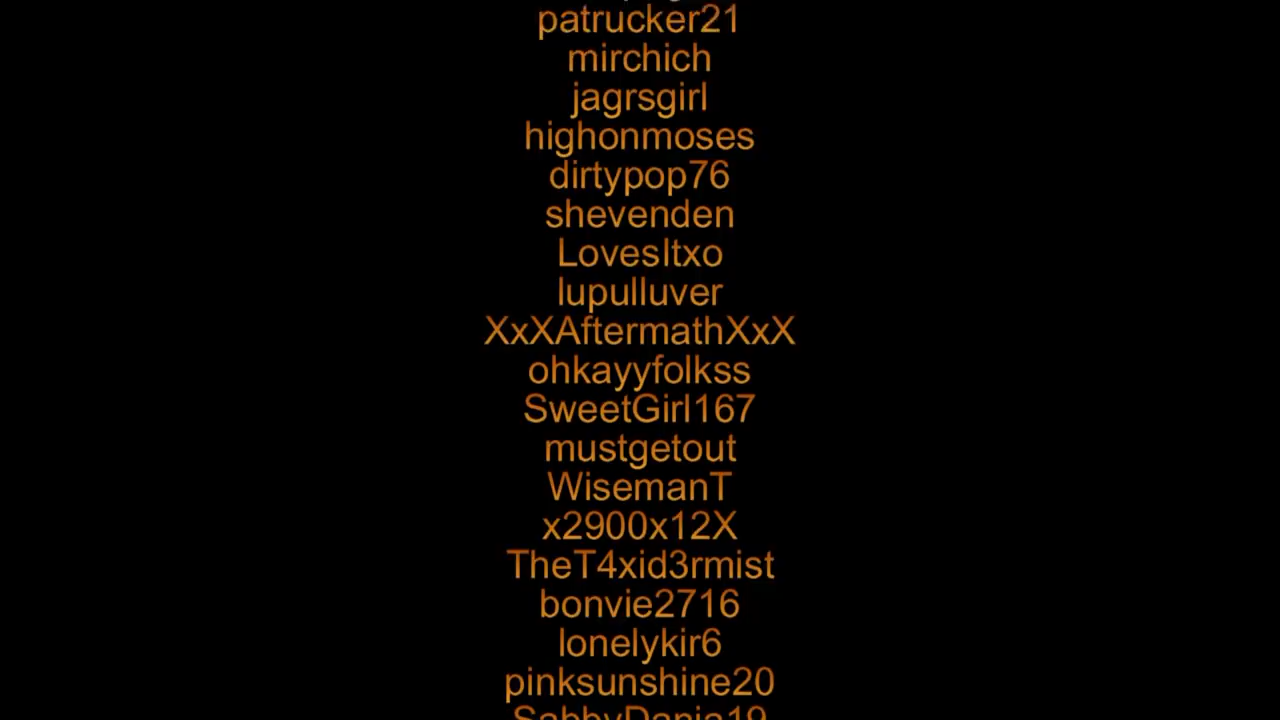 patrucker21
mirchich
jagrsgirl
highonmoses
dirtypop76
shevenden
LovesItxo
lupulluver
XxXAftermathXxX
ohkayyfolkss
SweetGirl167
mustgetout
WisemanT
x2900x12X
TheT4xid3rmist
bonvie2716
lonelykir6
pinksunshine20